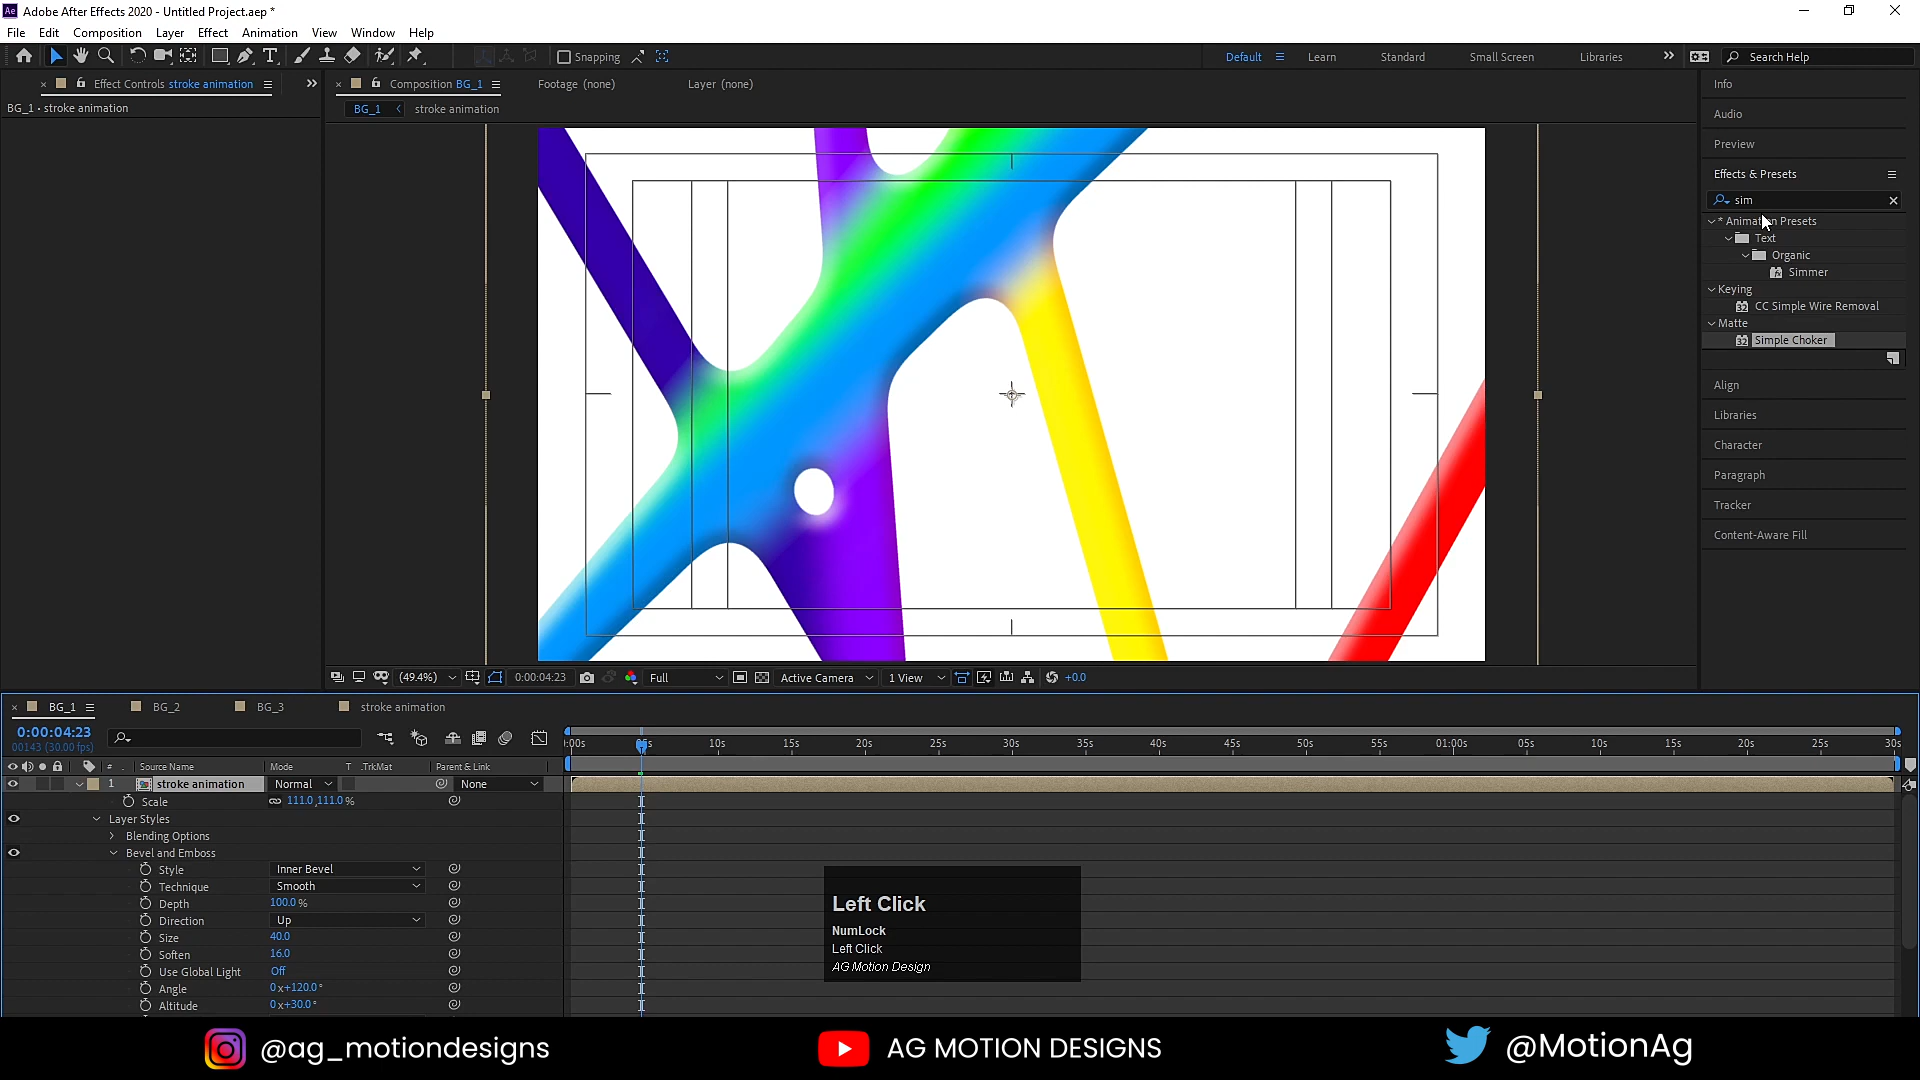 Adobe After Effects 2020 - Untitled Project.aep *
File Edit Composition Layer Effect Animation View Window Help
Snapping Default Learn Standard Small Screen Libraries Search Help
Effect Controls stroke animation
BG_1 • stroke animation
Composition BG_1 Footage (none) Layer (none)
BG_1 stroke animation
Info
Audio
Preview
Effects & Presets
sim
* Animation Presets
Text
Organic
Simmer
Keying
CC Simple Wire Removal
Matte
Simple Choker
Align
Libraries
Character
Paragraph
Tracker
Content-Aware Fill
(49.4%) 0:00:04:23 Full Active Camera 1 View +0.0
BG_1 BG_2 BG_3 stroke animation
0:00:04:23
00143 (30.00 fps)
:00s 05s 10s 15s 20s 25s 30s 35s 40s 45s 50s 55s 01:00s 05s 10s 15s 20s 25s 30s
# Source Name Mode T .TrkMat Parent & Link
1 stroke animation Normal None
Scale 111.0,111.0 %
Layer Styles
Blending Options
Bevel and Emboss
Style Inner Bevel
Technique Smooth
Depth 100.0 %
Direction Up
Size 40.0
Soften 16.0
Use Global Light Off
Angle 0x+120.0°
Altitude 0x+30.0°
Left Click
NumLock
Left Click
AG Motion Design
@ag_motiondesigns AG MOTION DESIGNS @MotionAg